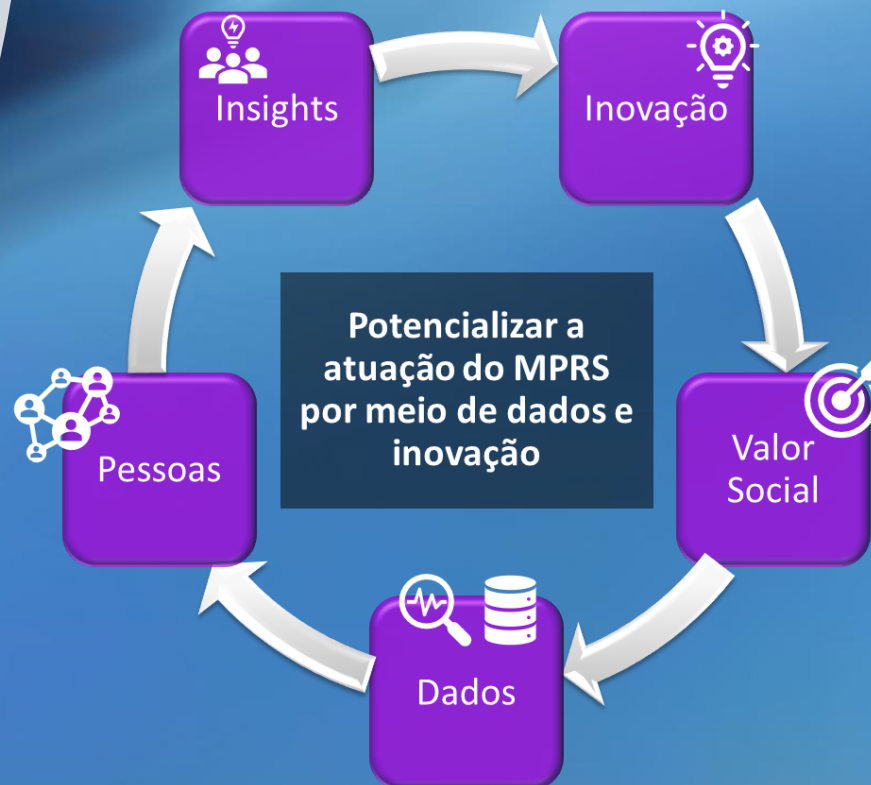 Insights
Inovação
Potencializar a
atuação do MPRS
por meio de dados e
inovação
Pessoas
Valor
Social
Dados